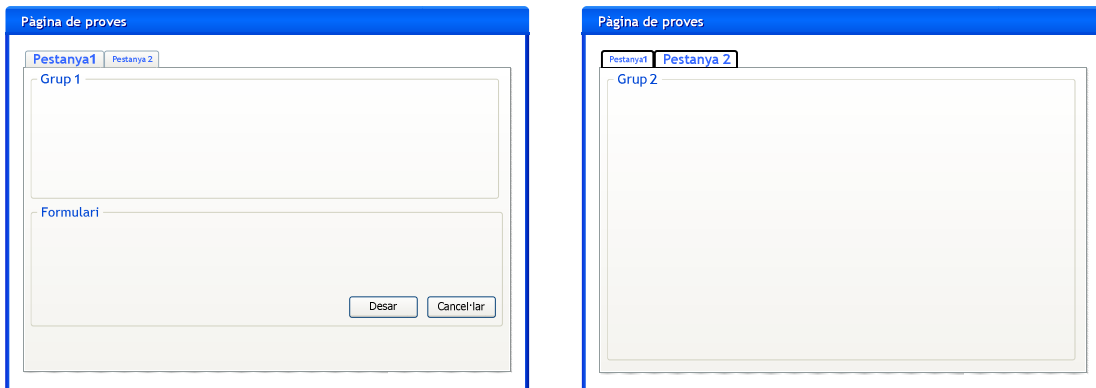 Pàgina de proves
Pestanya1 Pestanya 2
Grup 1
Formulari
Desar Cancel·lar
Pàgina de proves
Pestanya1 Pestanya 2
Grup 2